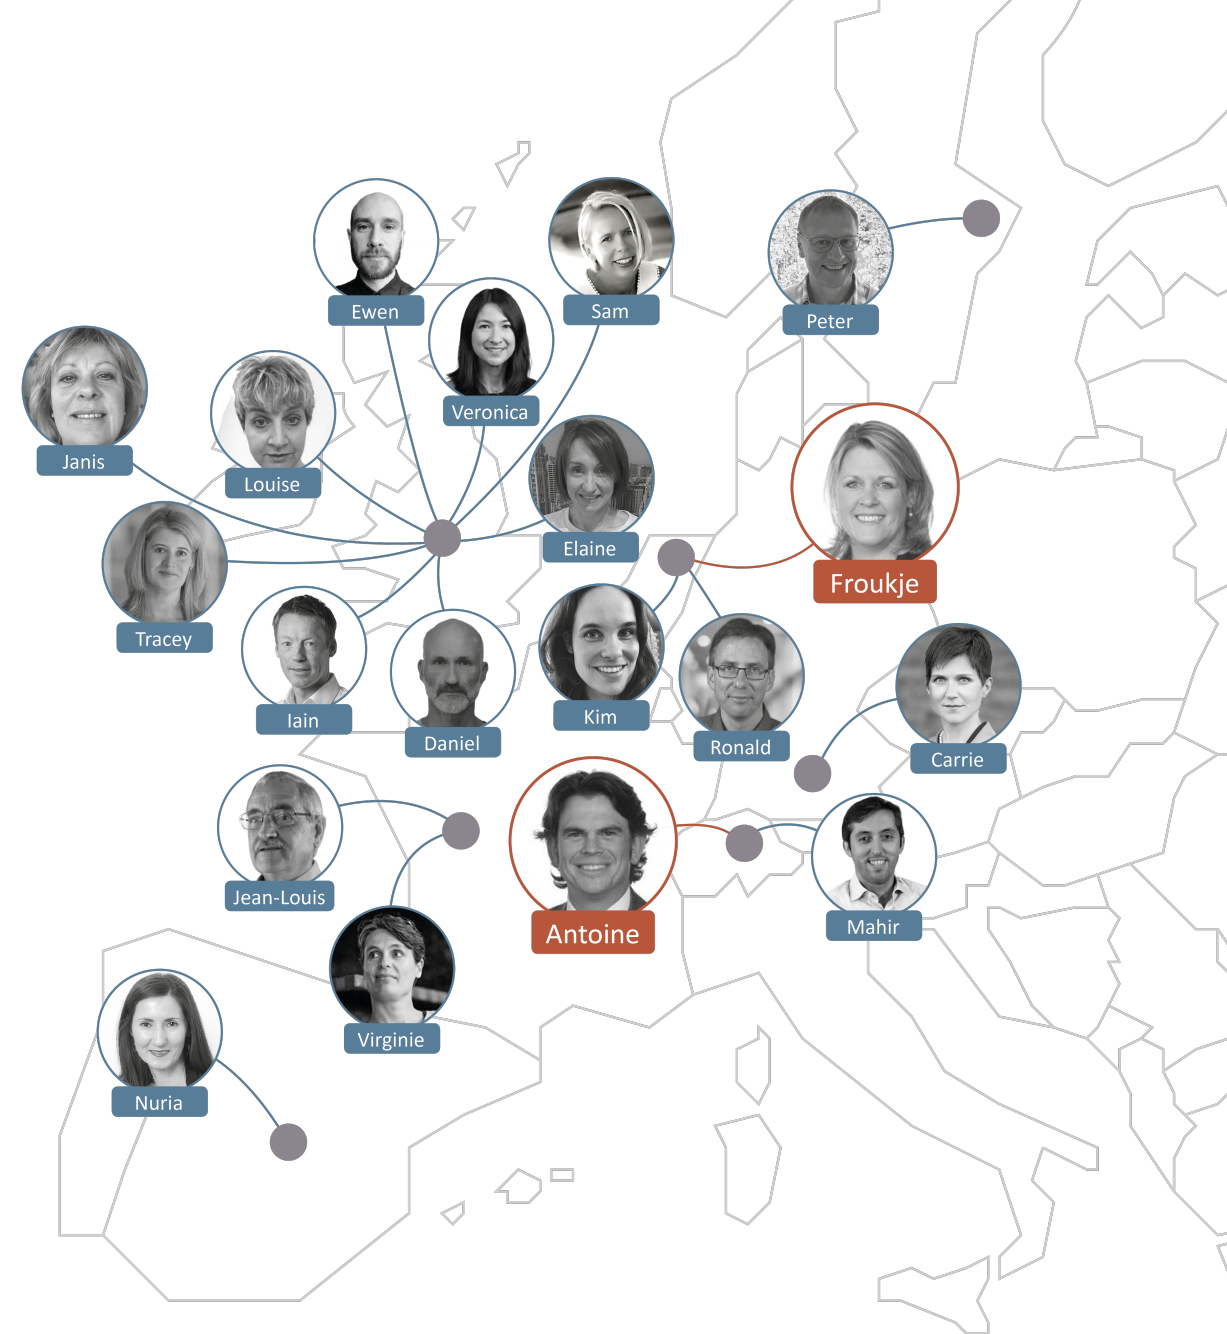 Ewen
Sam
Peter
Veronica
Janis
Louise
Elaine
Froukje
Tracey
Iain
Kim
Daniel
Ronald
Carrie
Jean-Louis
Antoine
Mahir
Virginie
Nuria